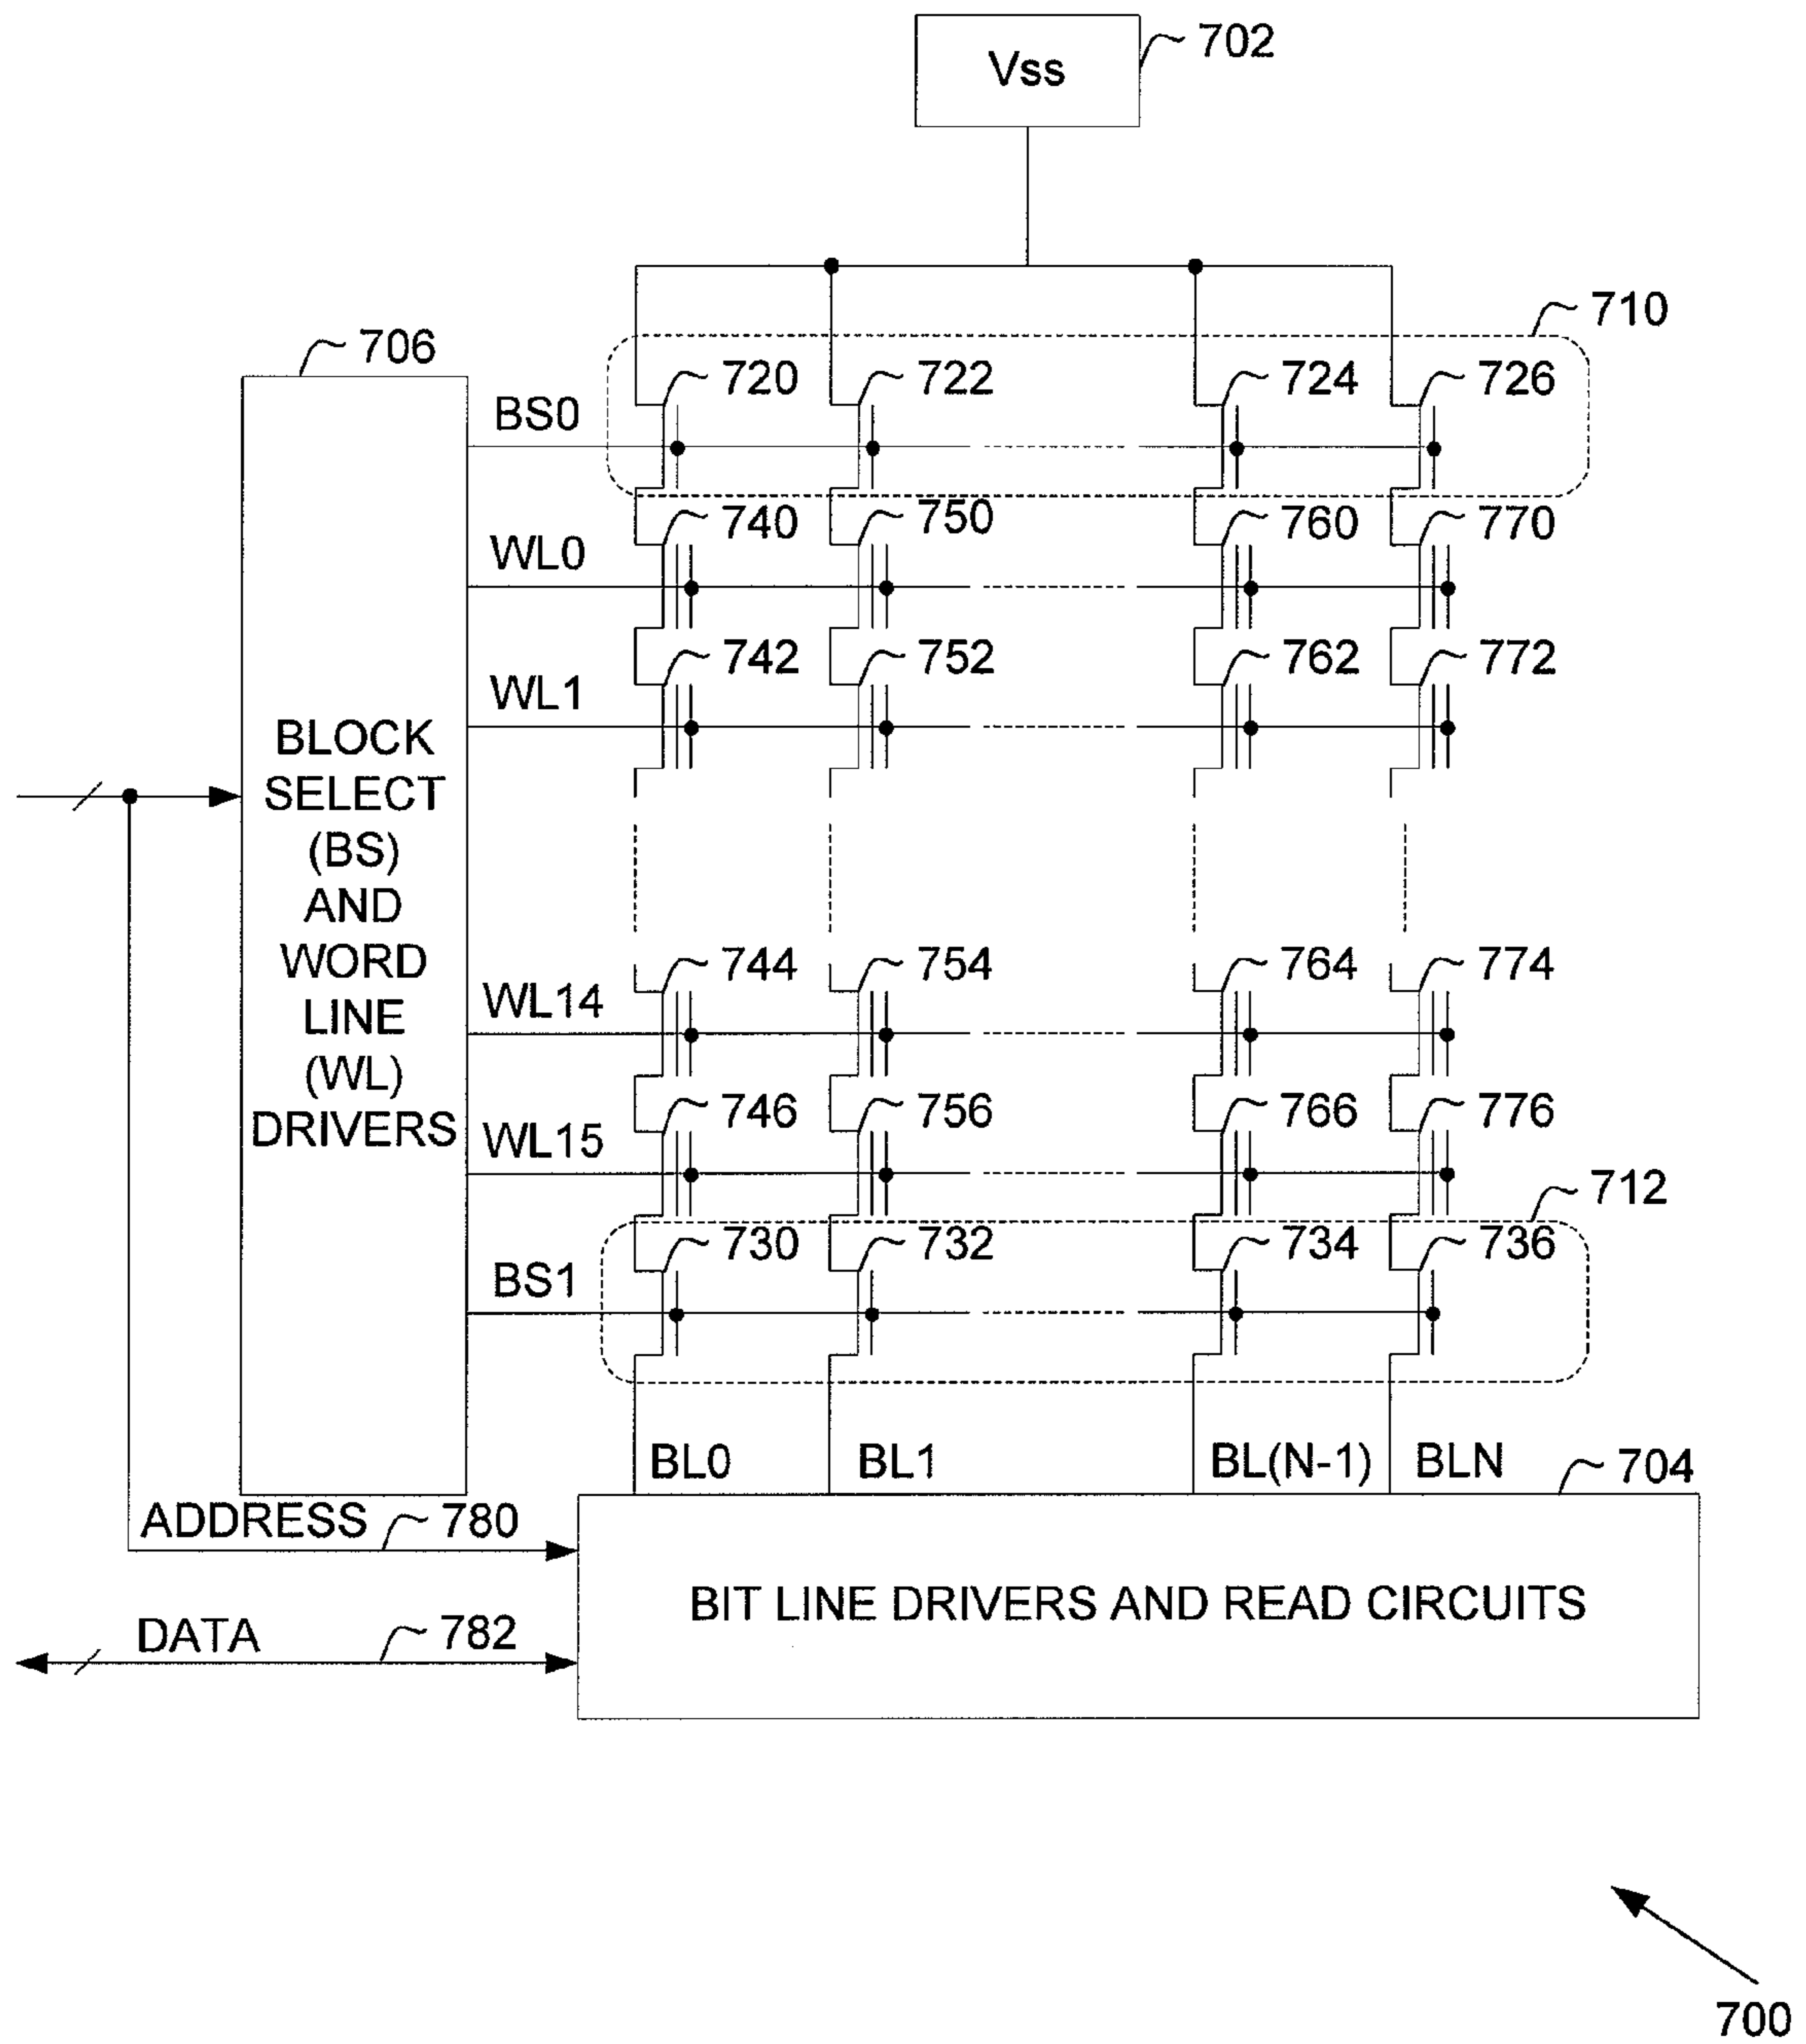 Vss
702
710
706
720
722
724
726
BS0
740
750
760
770
WL0
742
752
762
772
WL1
BLOCK
SELECT
(BS)
AND
WORD
LINE
(WL)
DRIVERS
744
754
764
774
WL14
746
756
766
776
WL15
712
730
732
734
736
BS1
BL0
BL1
BL(N-1)
BLN
704
ADDRESS
780
BIT LINE DRIVERS AND READ CIRCUITS
DATA
782
700